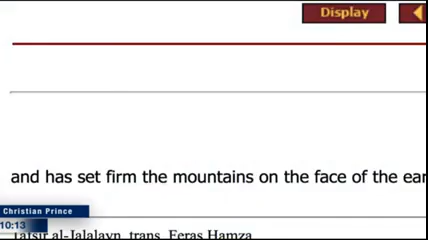 Display
and has set firm the mountains on the face of the ear
Christian Prince
10:13
Tafsir al-Jalalayn, trans. Feras Hamza